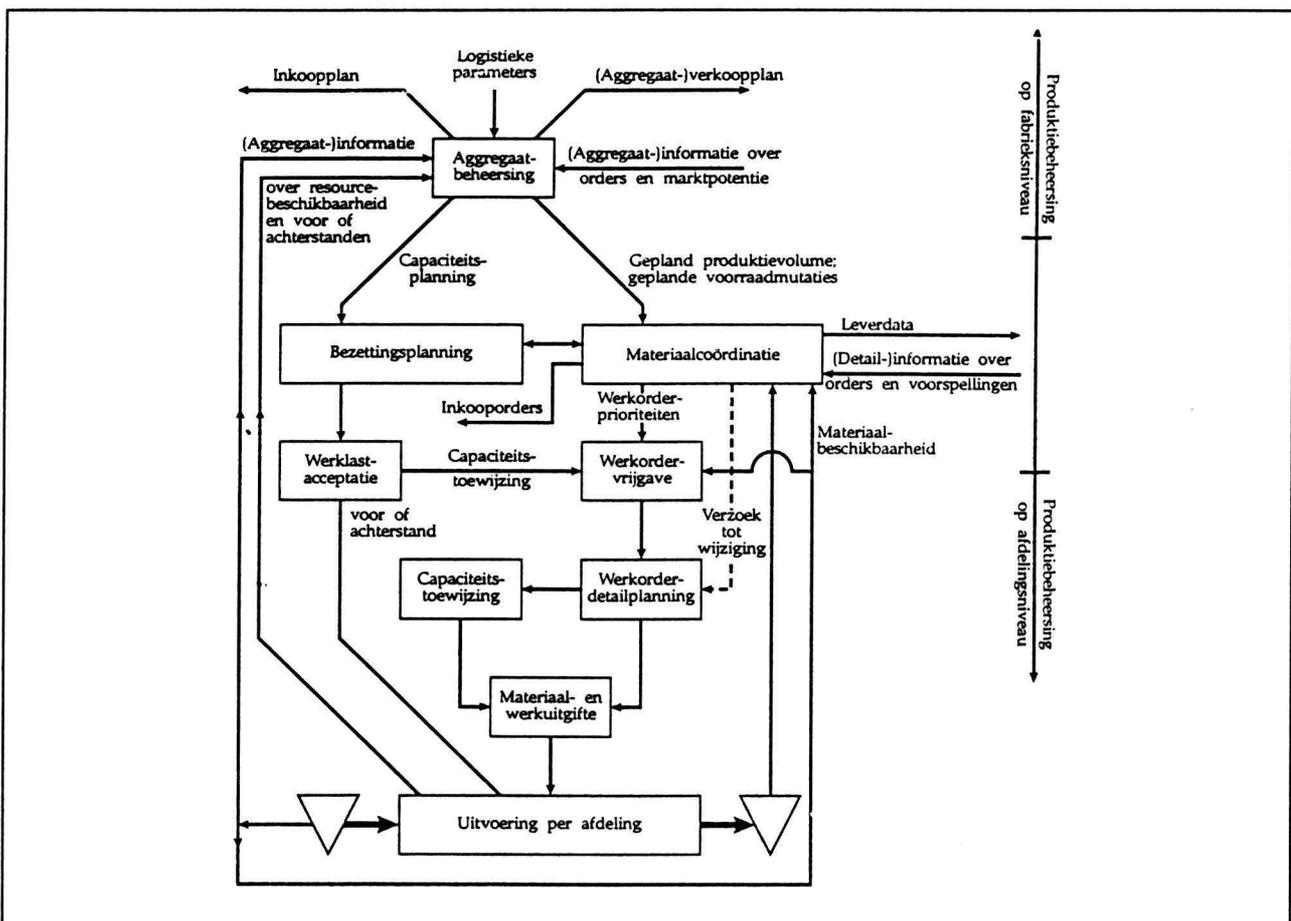 Logistieke
parameters
Inkoopplan
(Aggregaat-)verkoopplan
(Aggregaat-)informatie
Aggregaat-
beheersing
(Aggregaat-)informatie over
orders en marktpotentie
over resource-
beschikbaarheid
en voor of
achterstanden
Capaciteits-
planning
Gepland produktievolume;
geplande voorraadmutaties
Bezettingsplanning
Materiaalcoördinatie
Leverdata
(Detail-)informatie over
orders en voorspellingen
Inkooporders
Werkorder-
prioriteiten
Materiaal-
beschikbaarheid
Werklast-
acceptatie
Capaciteits-
toewijzing
Werkorder-
vrijgave
voor of
achterstand
Verzoek
tot
wijziging
Capaciteits-
toewijzing
Werkorder-
detailplanning
Materiaal- en
werkuitgifte
Uitvoering per afdeling
Produktiebeheersing
op fabrieksniveau
Produktiebeheersing
op afdelingsniveau